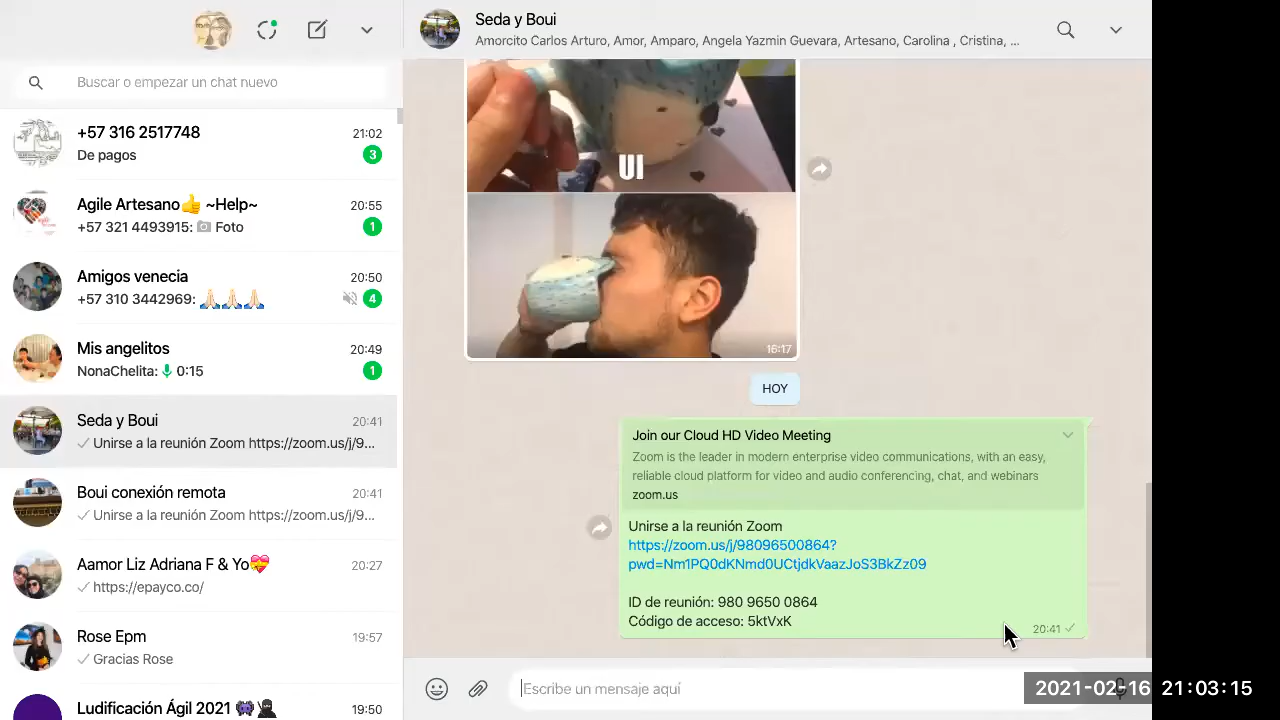 Buscar o empezar un chat nuevo
+57 316 2517748
21:02
De pagos
3
Agile Artesano👍 ~Help~
20:55
+57 321 4493915: 📷 Foto
1
Amigos venecia
20:50
+57 310 3442969: 🙏🏻🙏🏻🙏🏻
4
Mis angelitos
20:49
NonaChelita: 0:15
1
Seda y Boui
20:41
Unirse a la reunión Zoom https://zoom.us/j/9...
Boui conexión remota
20:41
Unirse a la reunión Zoom https://zoom.us/j/9...
Aamor Liz Adriana F & Yo💝
20:27
https://epayco.co/
Rose Epm
19:57
Gracias Rose
Ludificación Ágil 2021 👾🥷
19:50
Seda y Boui
Amorcito Carlos Arturo, Amor, Amparo, Angela Yazmin Guevara, Artesano, Carolina , Cristina, ...
UI
16:17
HOY
Join our Cloud HD Video Meeting
Zoom is the leader in modern enterprise video communications, with an easy,
reliable cloud platform for video and audio conferencing, chat, and webinars
zoom.us
Unirse a la reunión Zoom
https://zoom.us/j/98096500864?
pwd=Nm1PQ0dKNmd0UCtjdkVaazJoS3BkZz09
ID de reunión: 980 9650 0864
Código de acceso: 5ktVxK
20:41
Escribe un mensaje aquí
2021-02-16 21:03:15